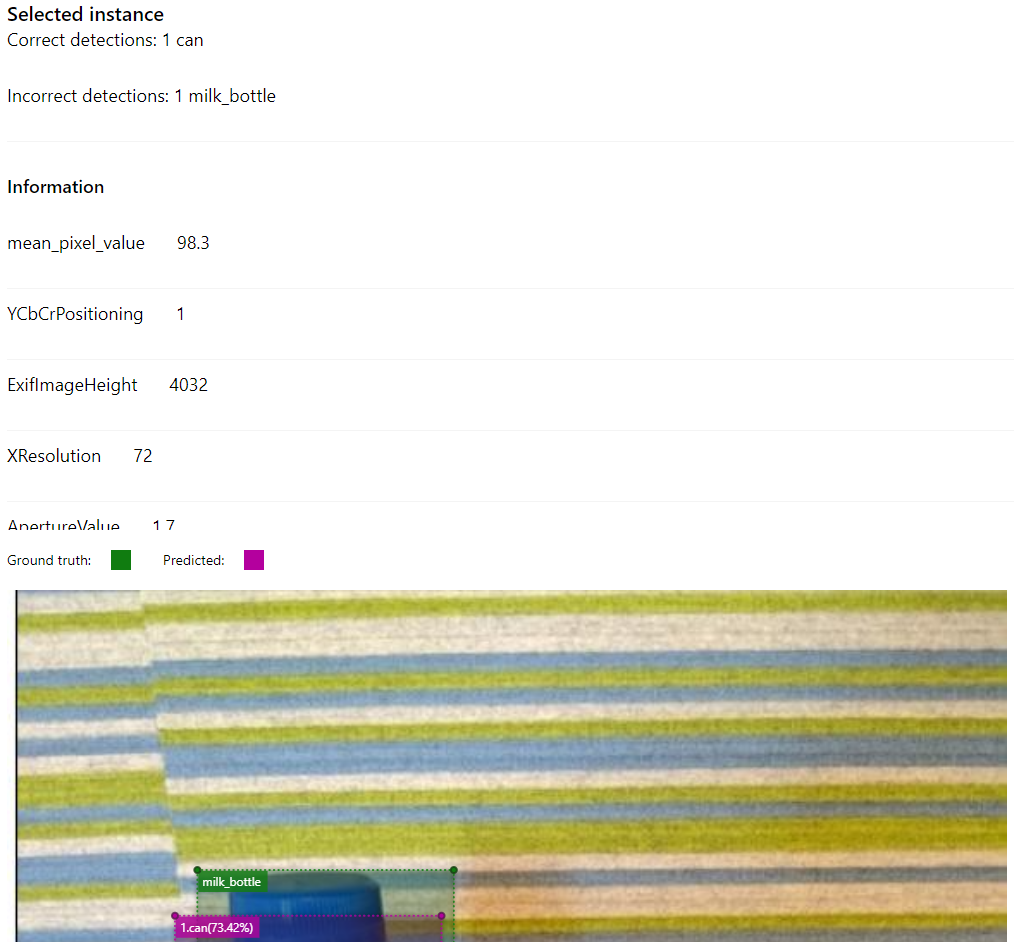 Selected instance
Correct detections: 1 can
Incorrect detections: 1 milk_bottle
Information
mean_pixel_value 98.3
YCbCrPositioning 1
ExifImageHeight 4032
XResolution 72
ApertureValue 1.7
Ground truth: Predicted:
milk_bottle
1.can(73.42%)